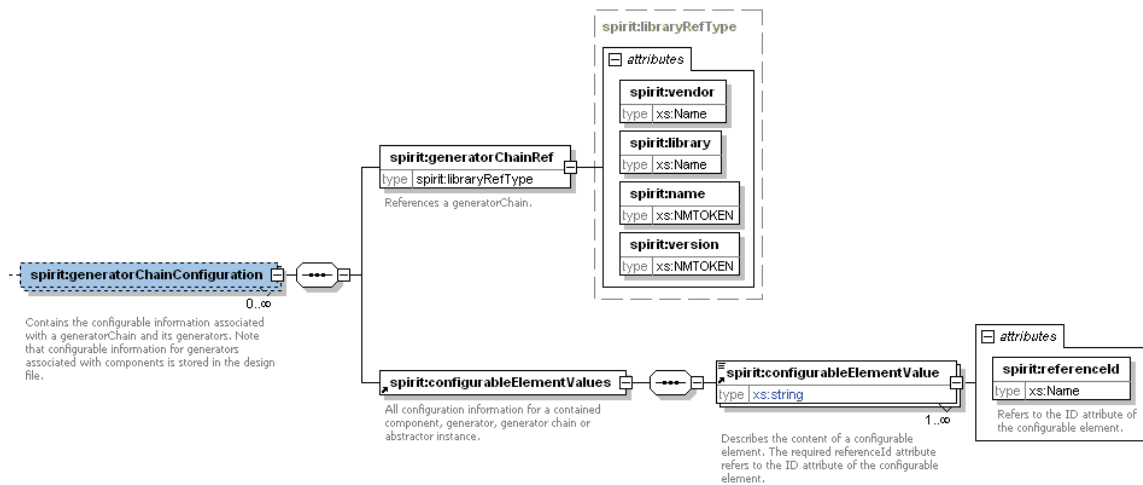 spirit:libraryRefType
attributes
spirit:vendor
type xs:Name
spirit:library
type xs:Name
spirit:generatorChainRef
type spirit:libraryRefType
References a generatorChain.
spirit:name
type xs:NMTOKEN
spirit:version
type xs:NMTOKEN
spirit:generatorChainConfiguration
0..∞
Contains the configurable information associated
with a generatorChain and its generators. Note
that configurable information for generators
associated with components is stored in the design
file.
spirit:configurableElementValues
All configuration information for a contained
component, generator, generator chain or
abstractor instance.
spirit:configurableElementValue
type xs:string
1..∞
Describes the content of a configurable
element. The required referenceId attribute
refers to the ID attribute of the configurable
element.
attributes
spirit:referenceId
type xs:Name
Refers to the ID attribute of
the configurable element.